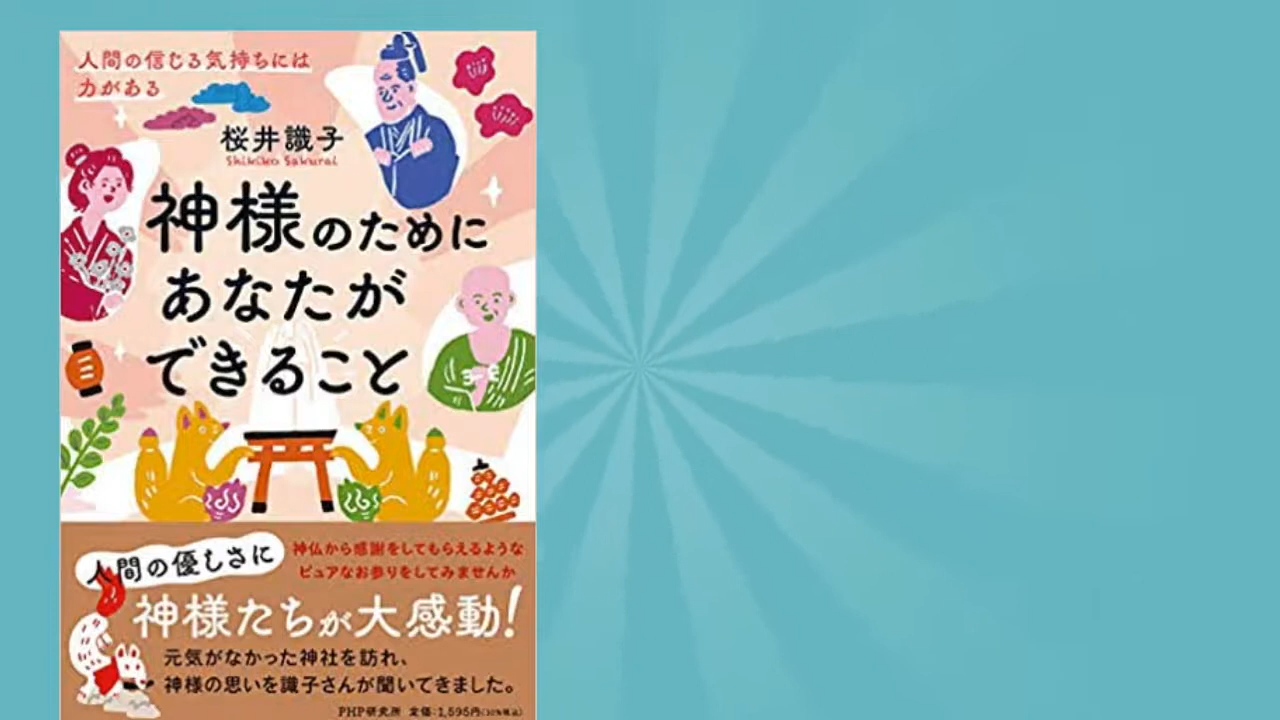 人間の信じる気持ちには
力がある
桜井識子
Shikiko Sakurai
神様のために
あなたが
できること
人間の優しさに
神仏から感謝をしてもらえるような
ピュアなお参りをしてみませんか
神様たちが大感動!
元気がなかった神社を訪れ、
神様の思いを識子さんが聞いてきました。
PHP研究所 定価:1,595円(10%税込)